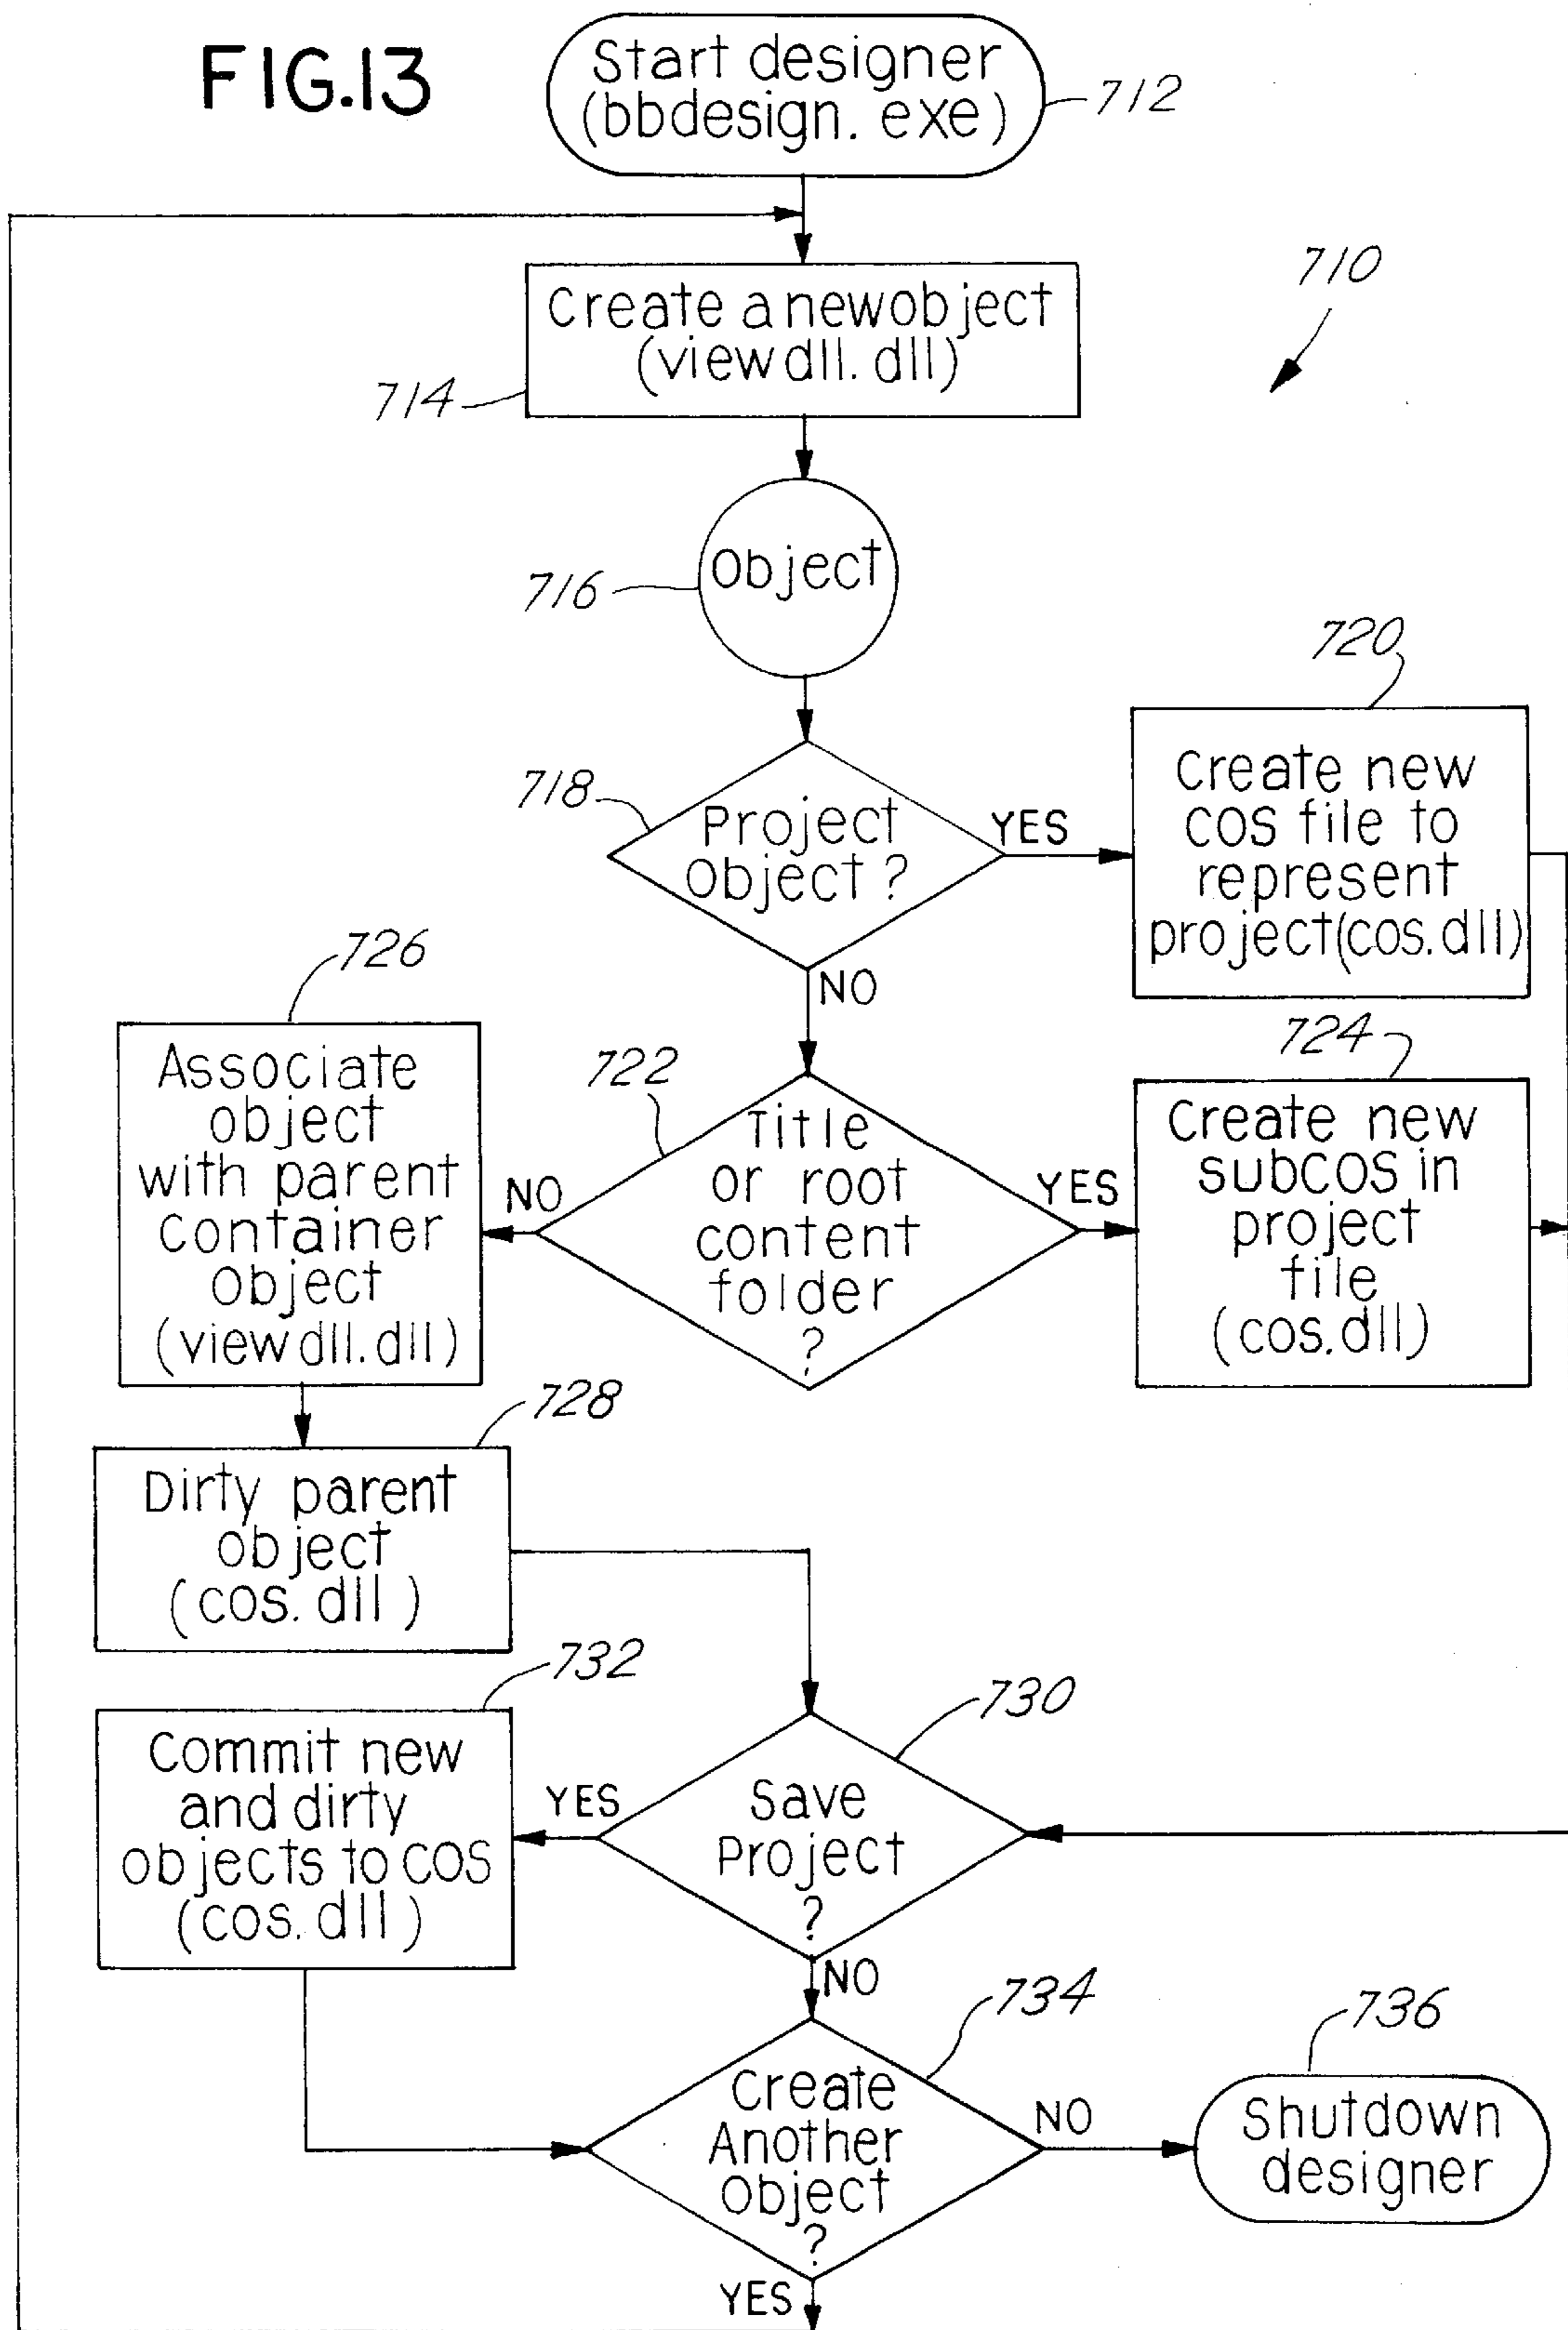 FIG.13
Start designer
(bbdesign. exe)
712
Create a newobject
(viewdll. dll)
714
710
Object
716
Project
Object ?
718
YES
NO
Create new
COS file to
represent
project(cos.dll)
720
Title
or root
content
folder
?
722
YES
NO
Create new
subCOS in
project
file
(cos.dll)
724
Associate
object
with parent
Container
Object
(viewdll.dll)
726
Dirty parent
object
(cos. dll )
728
Save
Project
?
730
YES
NO
Commit new
and dirty
objects to COS
(cos. dll )
732
Create
Another
Object
?
734
NO
YES
Shutdown
designer
736